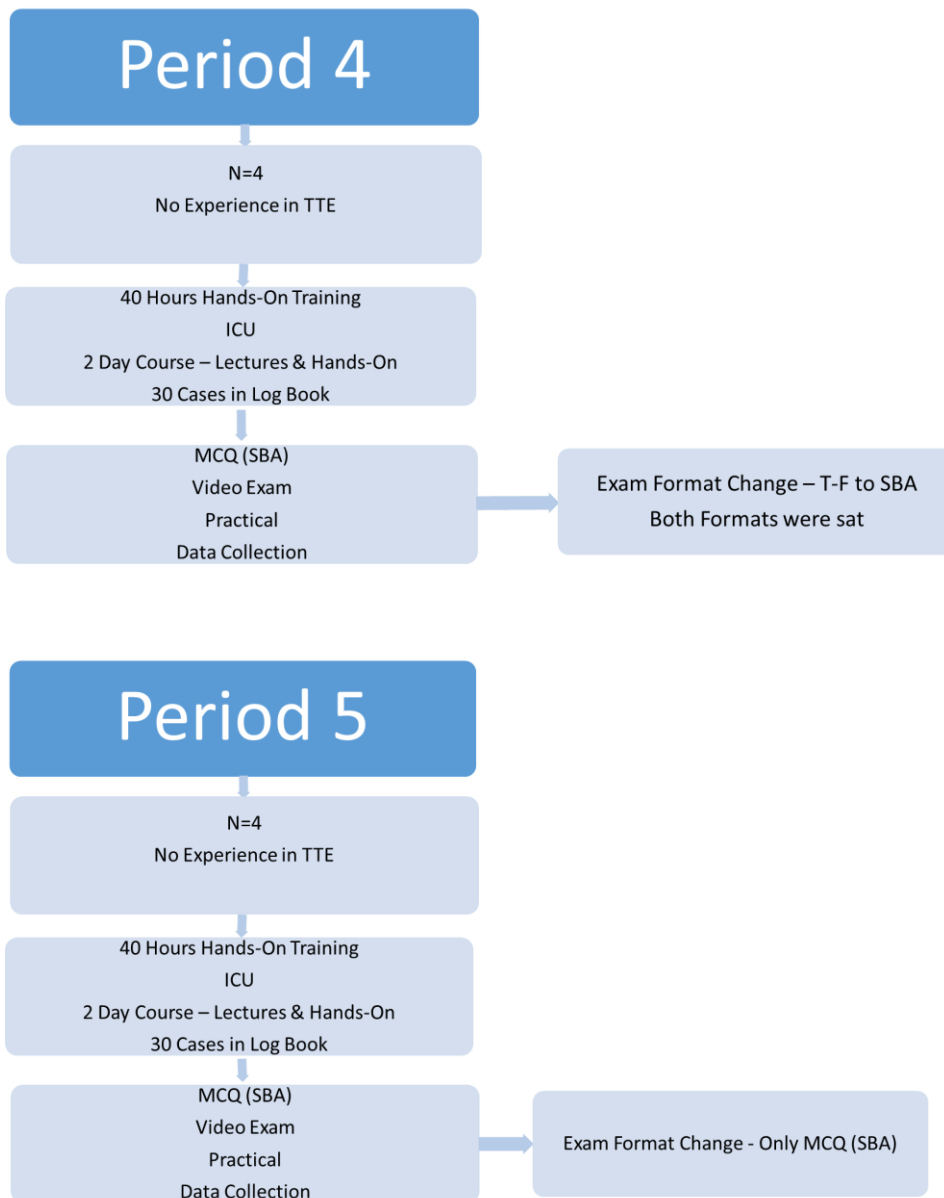 Period 4
N=4
No Experience in TTE
40 Hours Hands-On Training
ICU
2 Day Course – Lectures & Hands-On
30 Cases in Log Book
MCQ (SBA)
Video Exam
Practical
Data Collection
Exam Format Change – T-F to SBA
Both Formats were sat
Period 5
N=4
No Experience in TTE
40 Hours Hands-On Training
ICU
2 Day Course – Lectures & Hands-On
30 Cases in Log Book
MCQ (SBA)
Video Exam
Practical
Data Collection
Exam Format Change - Only MCQ (SBA)